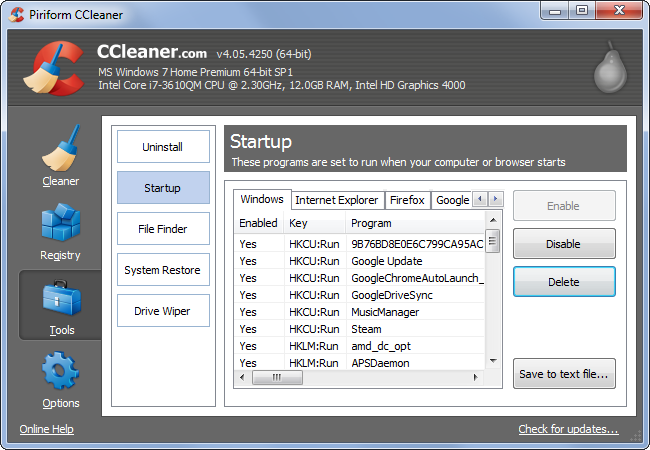 Piriform CCleaner
CCleaner.com v4.05.4250 (64-bit)
MS Windows 7 Home Premium 64-bit SP1
Intel Core i7-3610QM CPU @ 2.30GHz, 12.0GB RAM, Intel HD Graphics 4000
Cleaner
Registry
Tools
Options
Uninstall
Startup
File Finder
System Restore
Drive Wiper
Startup
These programs are set to run when your computer or browser starts
Windows Internet Explorer Firefox Google
Enabled Key Program
Yes HKCU:Run 9B76BD8E0E6C799CA95AC
Yes HKCU:Run Google Update
Yes HKCU:Run GoogleChromeAutoLaunch_
Yes HKCU:Run GoogleDriveSync
Yes HKCU:Run MusicManager
Yes HKCU:Run Steam
Yes HKLM:Run amd_dc_opt
Yes HKLM:Run APSDaemon
Enable
Disable
Delete
Save to text file...
Online Help
Check for updates...